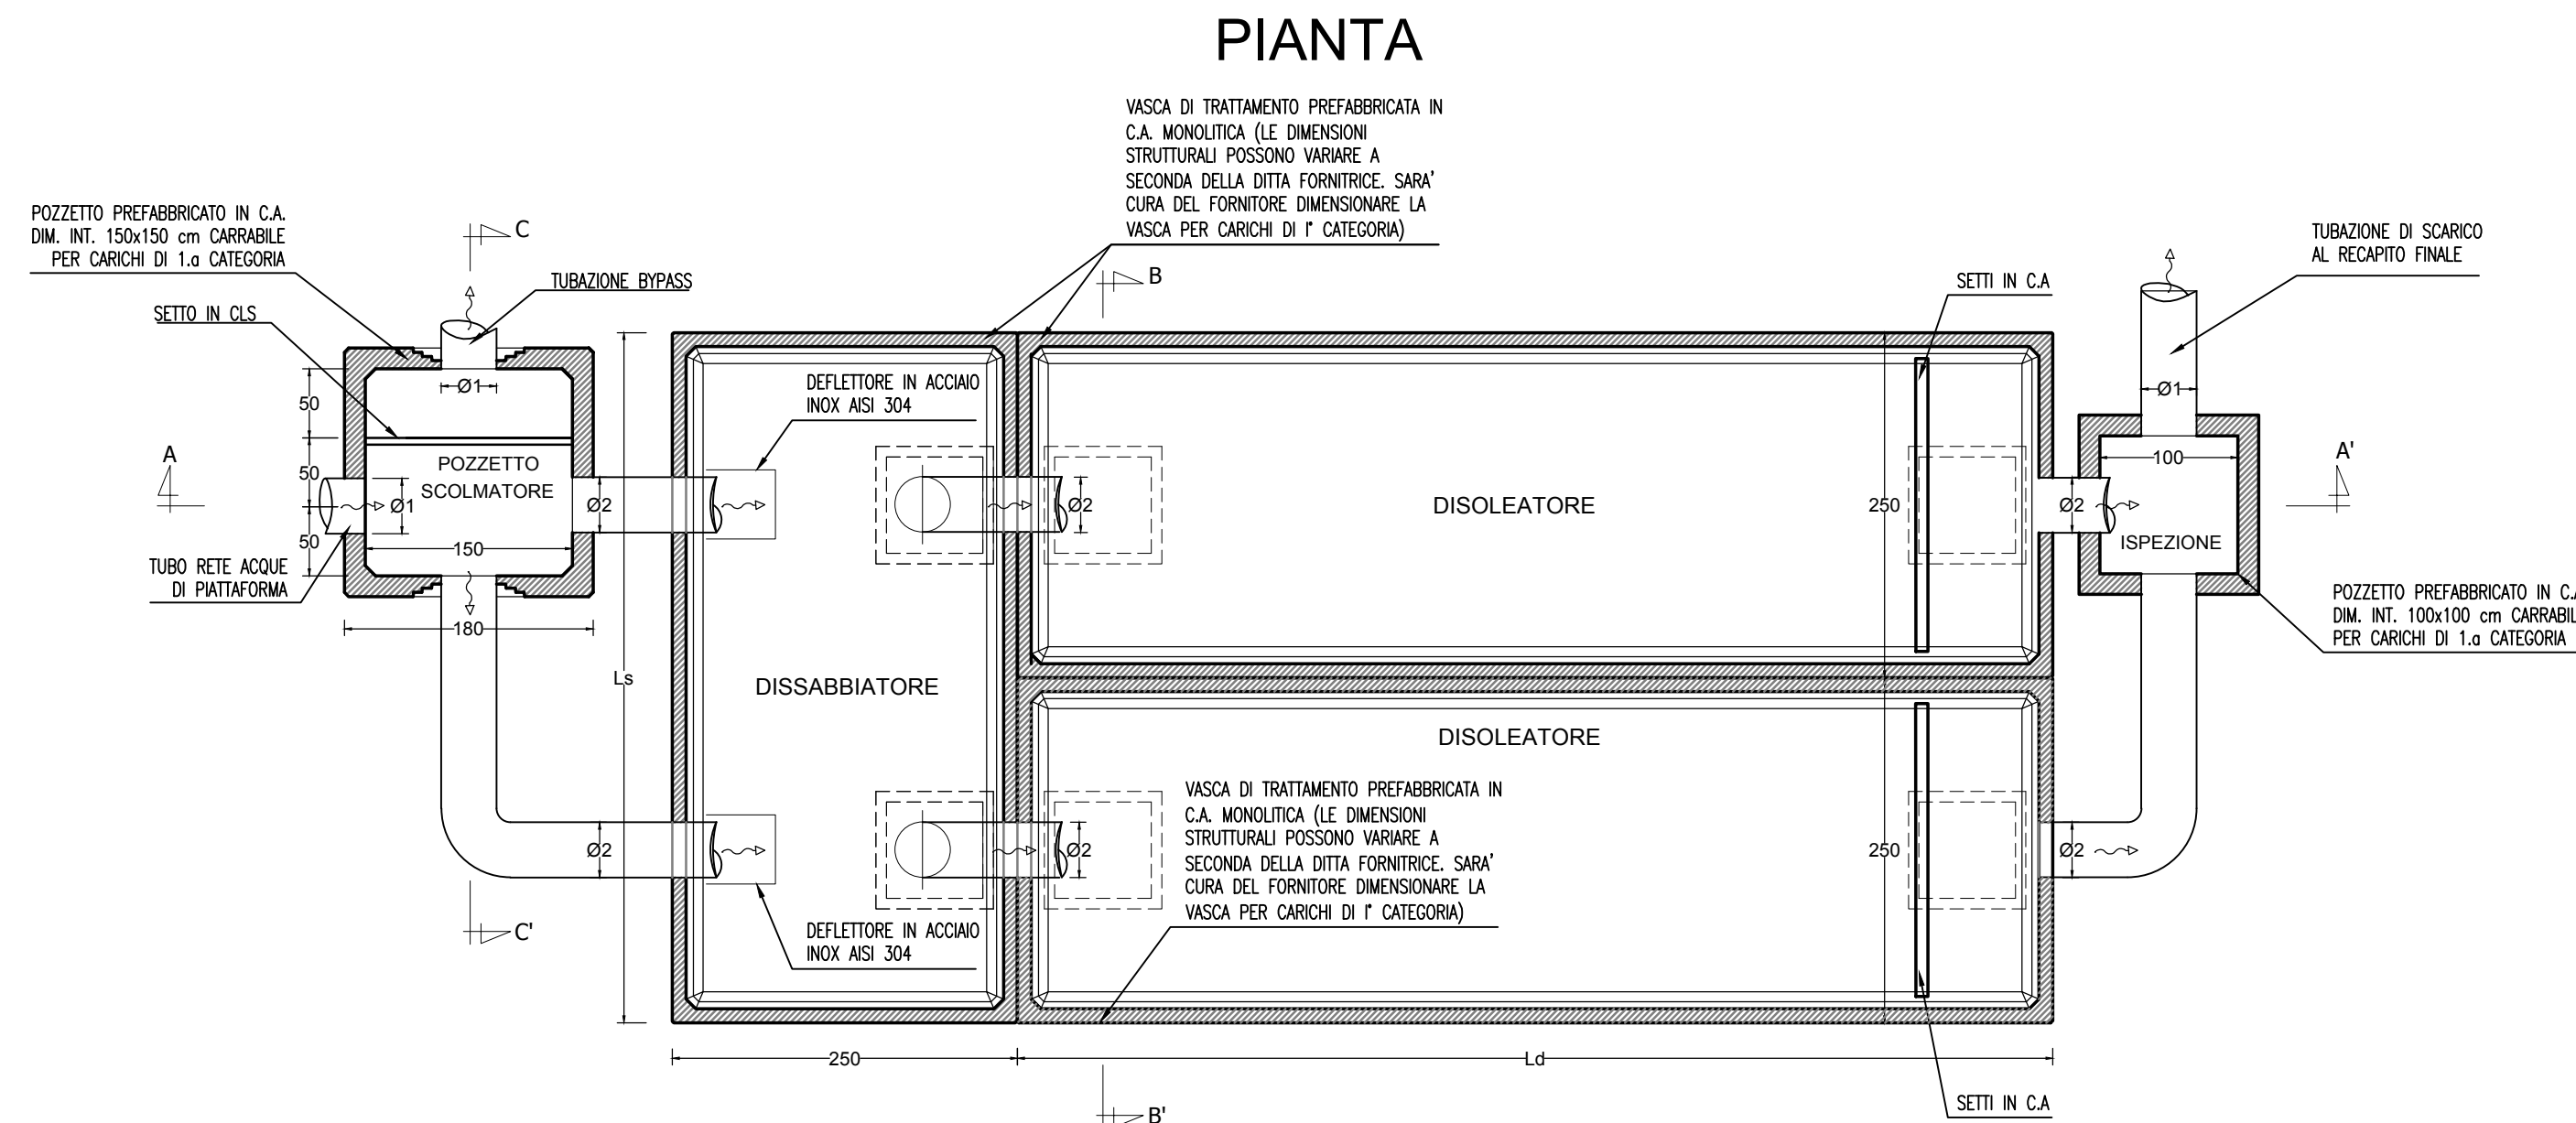 PIANTA
VASCA DI TRATTAMENTO PREFABBRICATA IN
C.A. MONOLITICA (LE DIMENSIONI
STRUTTURALI POSSONO VARIARE A
SECONDA DELLA DITTA FORNITRICE. SARA'
CURA DEL FORNITORE DIMENSIONARE LA
VASCA PER CARICHI DI I° CATEGORIA)
POZZETTO PREFABBRICATO IN C.A.
DIM. INT. 150x150 cm CARRABILE
PER CARICHI DI 1.a CATEGORIA
C
TUBAZIONE BYPASS
SETTO IN CLS
B
SETTI IN C.A
TUBAZIONE DI SCARICO
AL RECAPITO FINALE
DEFLETTORE IN ACCIAIO
INOX AISI 304
Ø1
Ø1
50
50
50
A
A'
POZZETTO
SCOLMATORE
Ø1
150
180
Ø2
Ø2
DISOLEATORE
250
Ø2
100
ISPEZIONE
TUBO RETE ACQUE
DI PIATTAFORMA
POZZETTO PREFABBRICATO IN C.A
DIM. INT. 100x100 cm CARRABIL
PER CARICHI DI 1.a CATEGORIA
Ls
DISSABBIATORE
DISOLEATORE
VASCA DI TRATTAMENTO PREFABBRICATA IN
C.A. MONOLITICA (LE DIMENSIONI
STRUTTURALI POSSONO VARIARE A
SECONDA DELLA DITTA FORNITRICE. SARA'
CURA DEL FORNITORE DIMENSIONARE LA
VASCA PER CARICHI DI I° CATEGORIA)
Ø2
Ø2
250
Ø2
C'
DEFLETTORE IN ACCIAIO
INOX AISI 304
250
Ld
SETTI IN C.A
B'